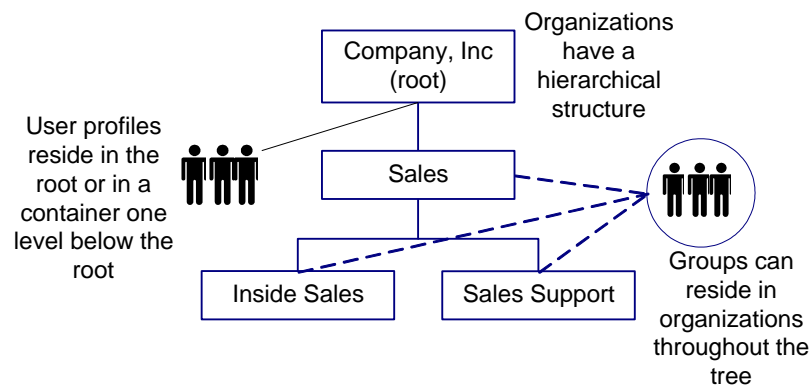 Company, Inc
(root)
Organizations
have a
hierarchical
structure
User profiles
reside in the
root or in a
container one
level below the
root
Sales
Inside Sales
Sales Support
Groups can
reside in
organizations
throughout the
tree